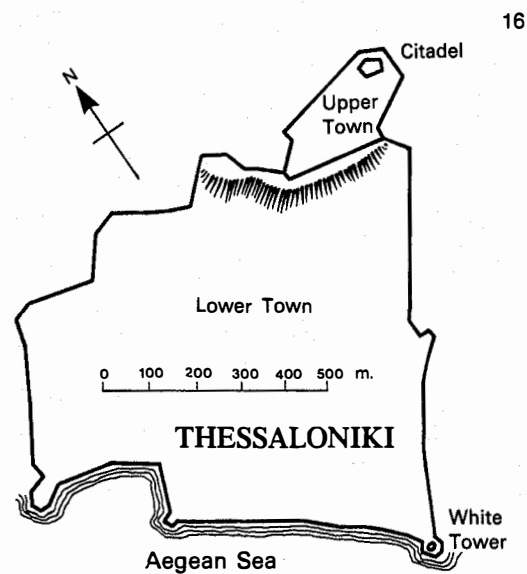 16
Citadel
N
Upper
Town
Lower Town
0 100 200 300 400 500 m.
THESSALONIKI
White
Tower
Aegean Sea